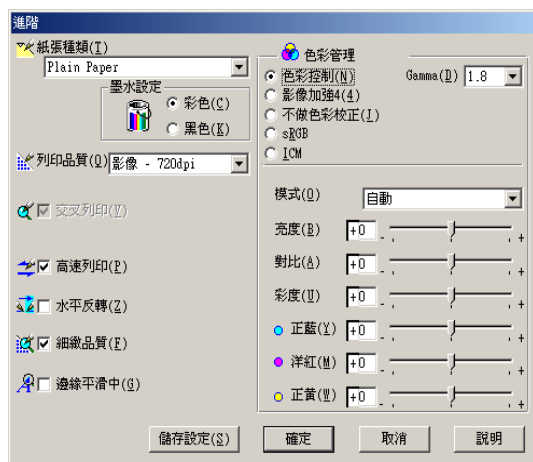 進階
紙張種類(T)
Plain Paper
墨水設定
彩色(C)
黑色(K)
列印品質(Q) 影像 - 720dpi
交叉列印(V)
高速列印(P)
水平反轉(Z)
細緻品質(F)
邊緣平滑中(G)
色彩管理
色彩控制(N) Gamma(D) 1.8
影像加強4(4)
不做色彩校正(J)
sRGB
ICM
模式(O) 自動
亮度(B) +0 - +
對比(A) +0 - +
彩度(U) +0 - +
正藍(Y) +0 - +
洋紅(M) +0 - +
正黃(W) +0 - +
儲存設定(S) 確定 取消 說明